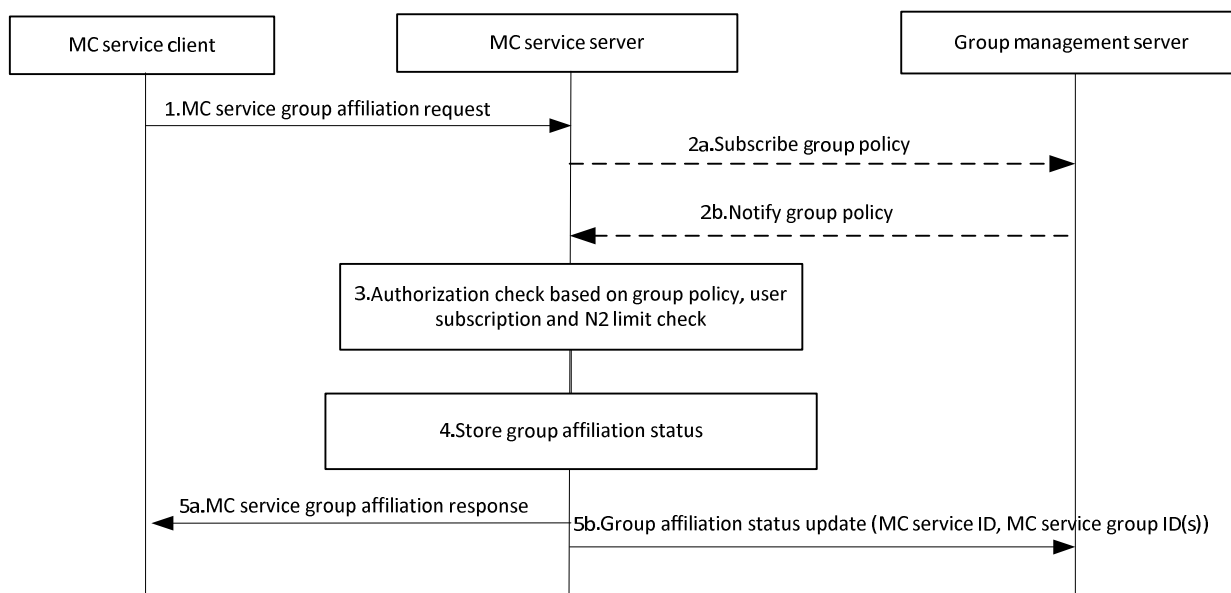 MC service client
MC service server
Group management server
1.MC service group affiliation request
2a.Subscribe group policy
2b.Notify group policy
3.Authorization check based on group policy, user
subscription and N2 limit check
4.Store group affiliation status
5a.MC service group affiliation response
5b.Group affiliation status update (MC service ID, MC service group ID(s))